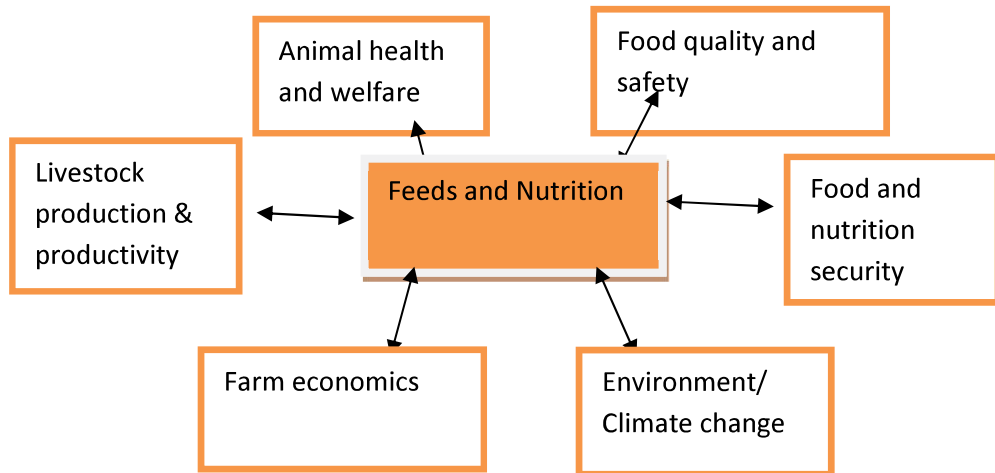 Animal health
and welfare
Food quality and
safety
Livestock
production &
productivity
Feeds and Nutrition
Food and
nutrition
security
Farm economics
Environment/
Climate change